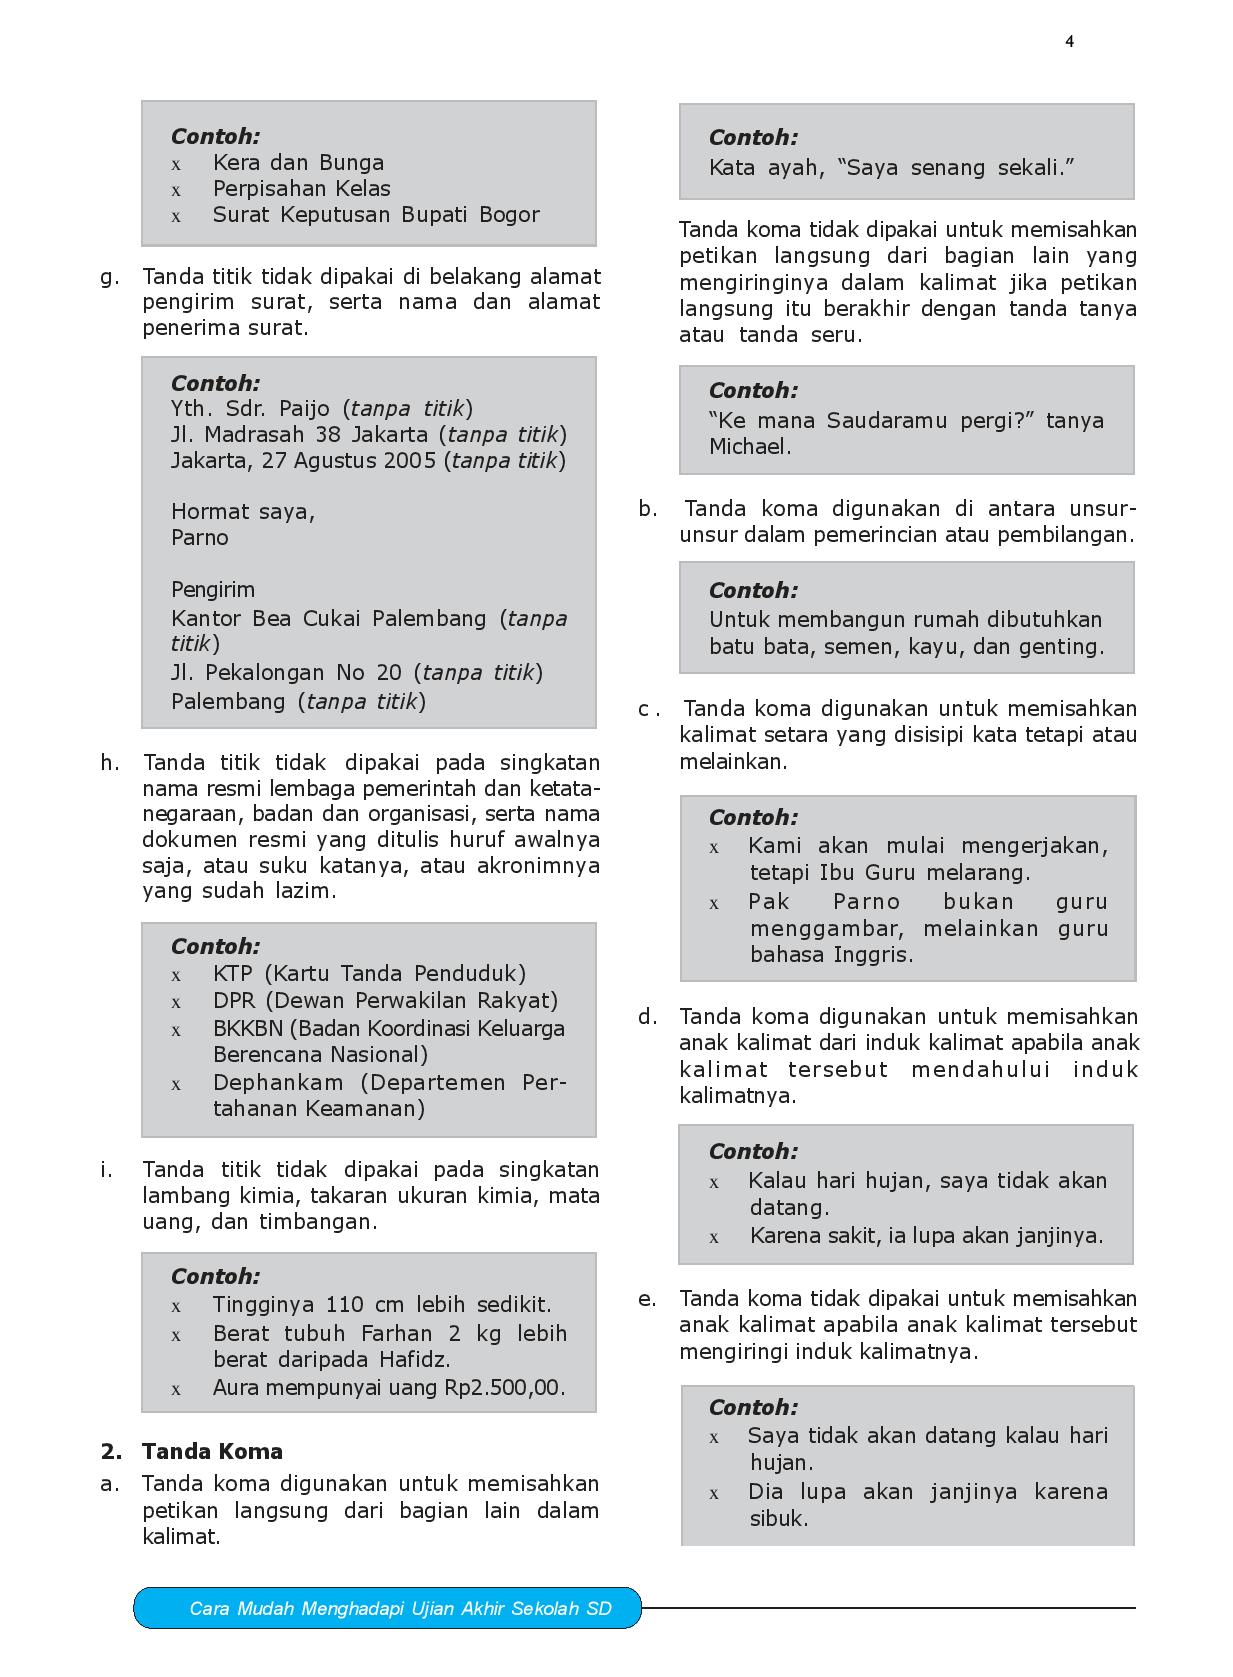 4
Contoh:
x Kera dan Bunga
x Perpisahan Kelas
x Surat Keputusan Bupati Bogor
g. Tanda titik tidak dipakai di belakang alamat
pengirim surat, serta nama dan alamat
penerima surat.
Contoh:
Yth. Sdr. Paijo (tanpa titik)
Jl. Madrasah 38 Jakarta (tanpa titik)
Jakarta, 27 Agustus 2005 (tanpa titik)
Hormat saya,
Parno
Pengirim
Kantor Bea Cukai Palembang (tanpa
titik)
Jl. Pekalongan No 20 (tanpa titik)
Palembang (tanpa titik)
h. Tanda titik tidak dipakai pada singkatan
nama resmi lembaga pemerintah dan ketata-
negaraan, badan dan organisasi, serta nama
dokumen resmi yang ditulis huruf awalnya
saja, atau suku katanya, atau akronimnya
yang sudah lazim.
Contoh:
x KTP (Kartu Tanda Penduduk)
x DPR (Dewan Perwakilan Rakyat)
x BKKBN (Badan Koordinasi Keluarga
Berencana Nasional)
x Dephankam (Departemen Per-
tahanan Keamanan)
i. Tanda titik tidak dipakai pada singkatan
lambang kimia, takaran ukuran kimia, mata
uang, dan timbangan.
Contoh:
x Tingginya 110 cm lebih sedikit.
x Berat tubuh Farhan 2 kg lebih
berat daripada Hafidz.
x Aura mempunyai uang Rp2.500,00.
2. Tanda Koma
a. Tanda koma digunakan untuk memisahkan
petikan langsung dari bagian lain dalam
kalimat.
Contoh:
Kata ayah, “Saya senang sekali.”
Tanda koma tidak dipakai untuk memisahkan
petikan langsung dari bagian lain yang
mengiringinya dalam kalimat jika petikan
langsung itu berakhir dengan tanda tanya
atau tanda seru.
Contoh:
“Ke mana Saudaramu pergi?” tanya
Michael.
b. Tanda koma digunakan di antara unsur-
unsur dalam pemerincian atau pembilangan.
Contoh:
Untuk membangun rumah dibutuhkan
batu bata, semen, kayu, dan genting.
c . Tanda koma digunakan untuk memisahkan
kalimat setara yang disisipi kata tetapi atau
melainkan.
Contoh:
x Kami akan mulai mengerjakan,
tetapi Ibu Guru melarang.
x Pak Parno bukan guru
menggambar, melainkan guru
bahasa Inggris.
d. Tanda koma digunakan untuk memisahkan
anak kalimat dari induk kalimat apabila anak
kalimat tersebut mendahului induk
kalimatnya.
Contoh:
x Kalau hari hujan, saya tidak akan
datang.
x Karena sakit, ia lupa akan janjinya.
e. Tanda koma tidak dipakai untuk memisahkan
anak kalimat apabila anak kalimat tersebut
mengiringi induk kalimatnya.
Contoh:
x Saya tidak akan datang kalau hari
hujan.
x Dia lupa akan janjinya karena
sibuk.
Cara Mudah Menghadapi Ujian Akhir Sekolah SD